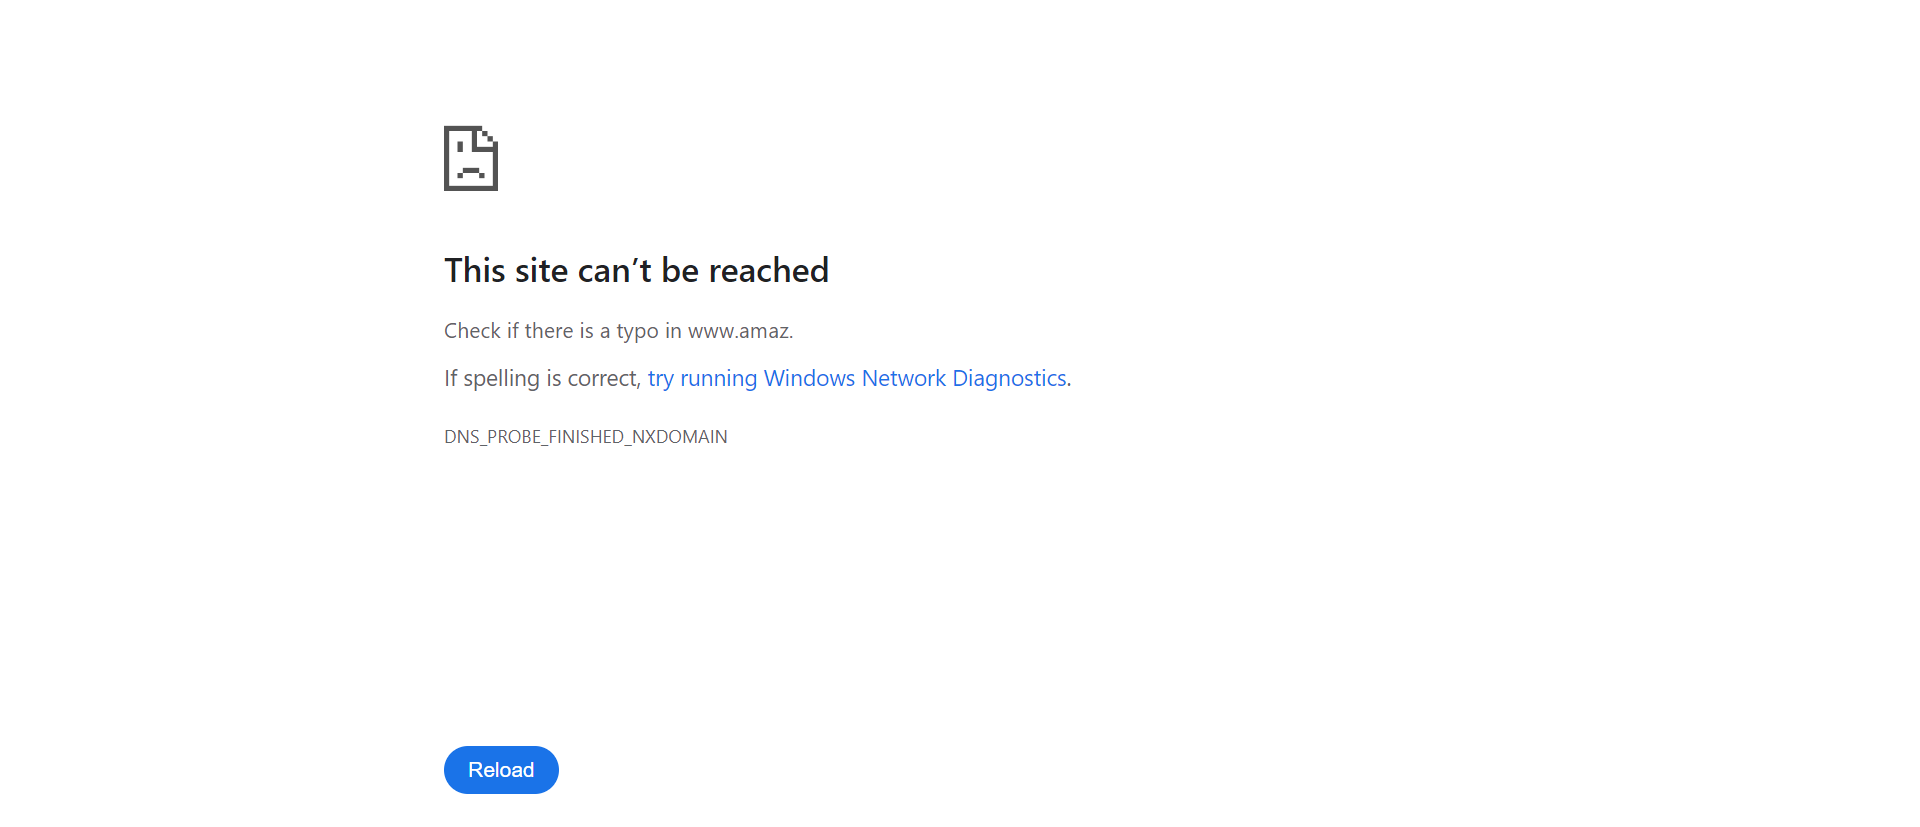 This site can’t be reached
Check if there is a typo in www.amaz.
If spelling is correct, try running Windows Network Diagnostics.
DNS_PROBE_FINISHED_NXDOMAIN
Reload